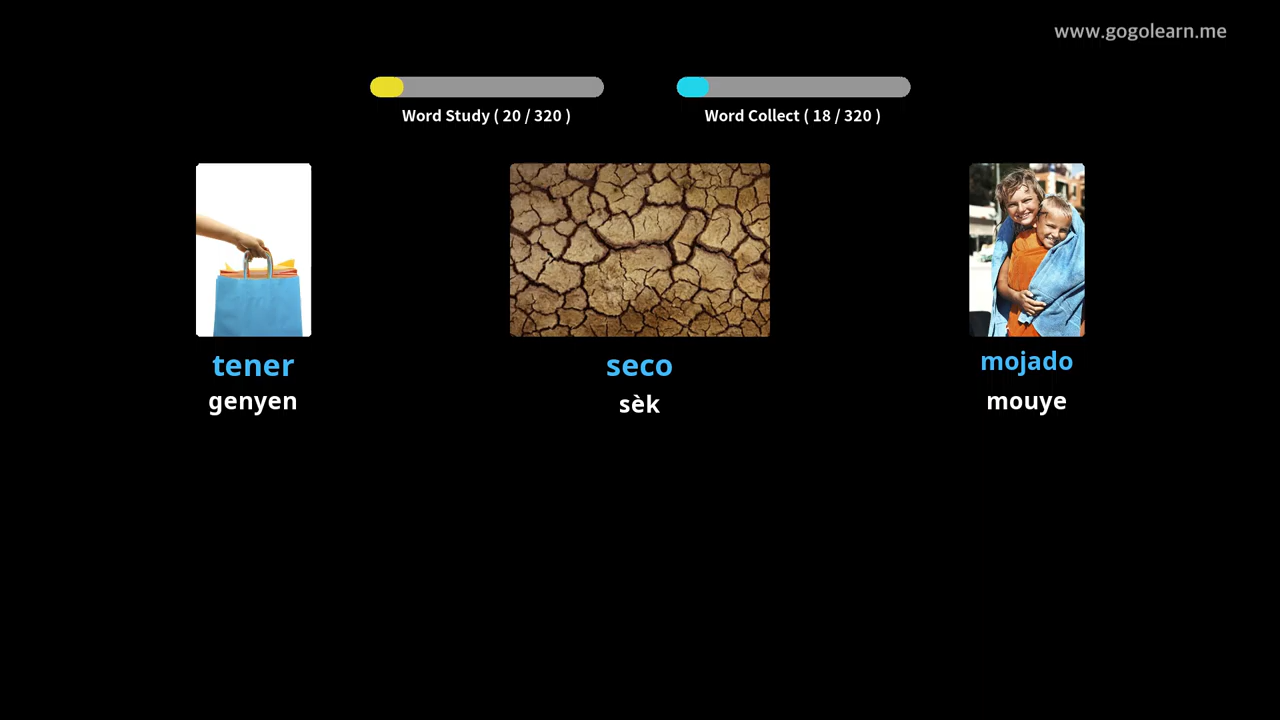 www.gogolearn.me
Word Study ( 20 / 320 )
Word Collect ( 18 / 320 )
tener
genyen
seco
sèk
mojado
mouye